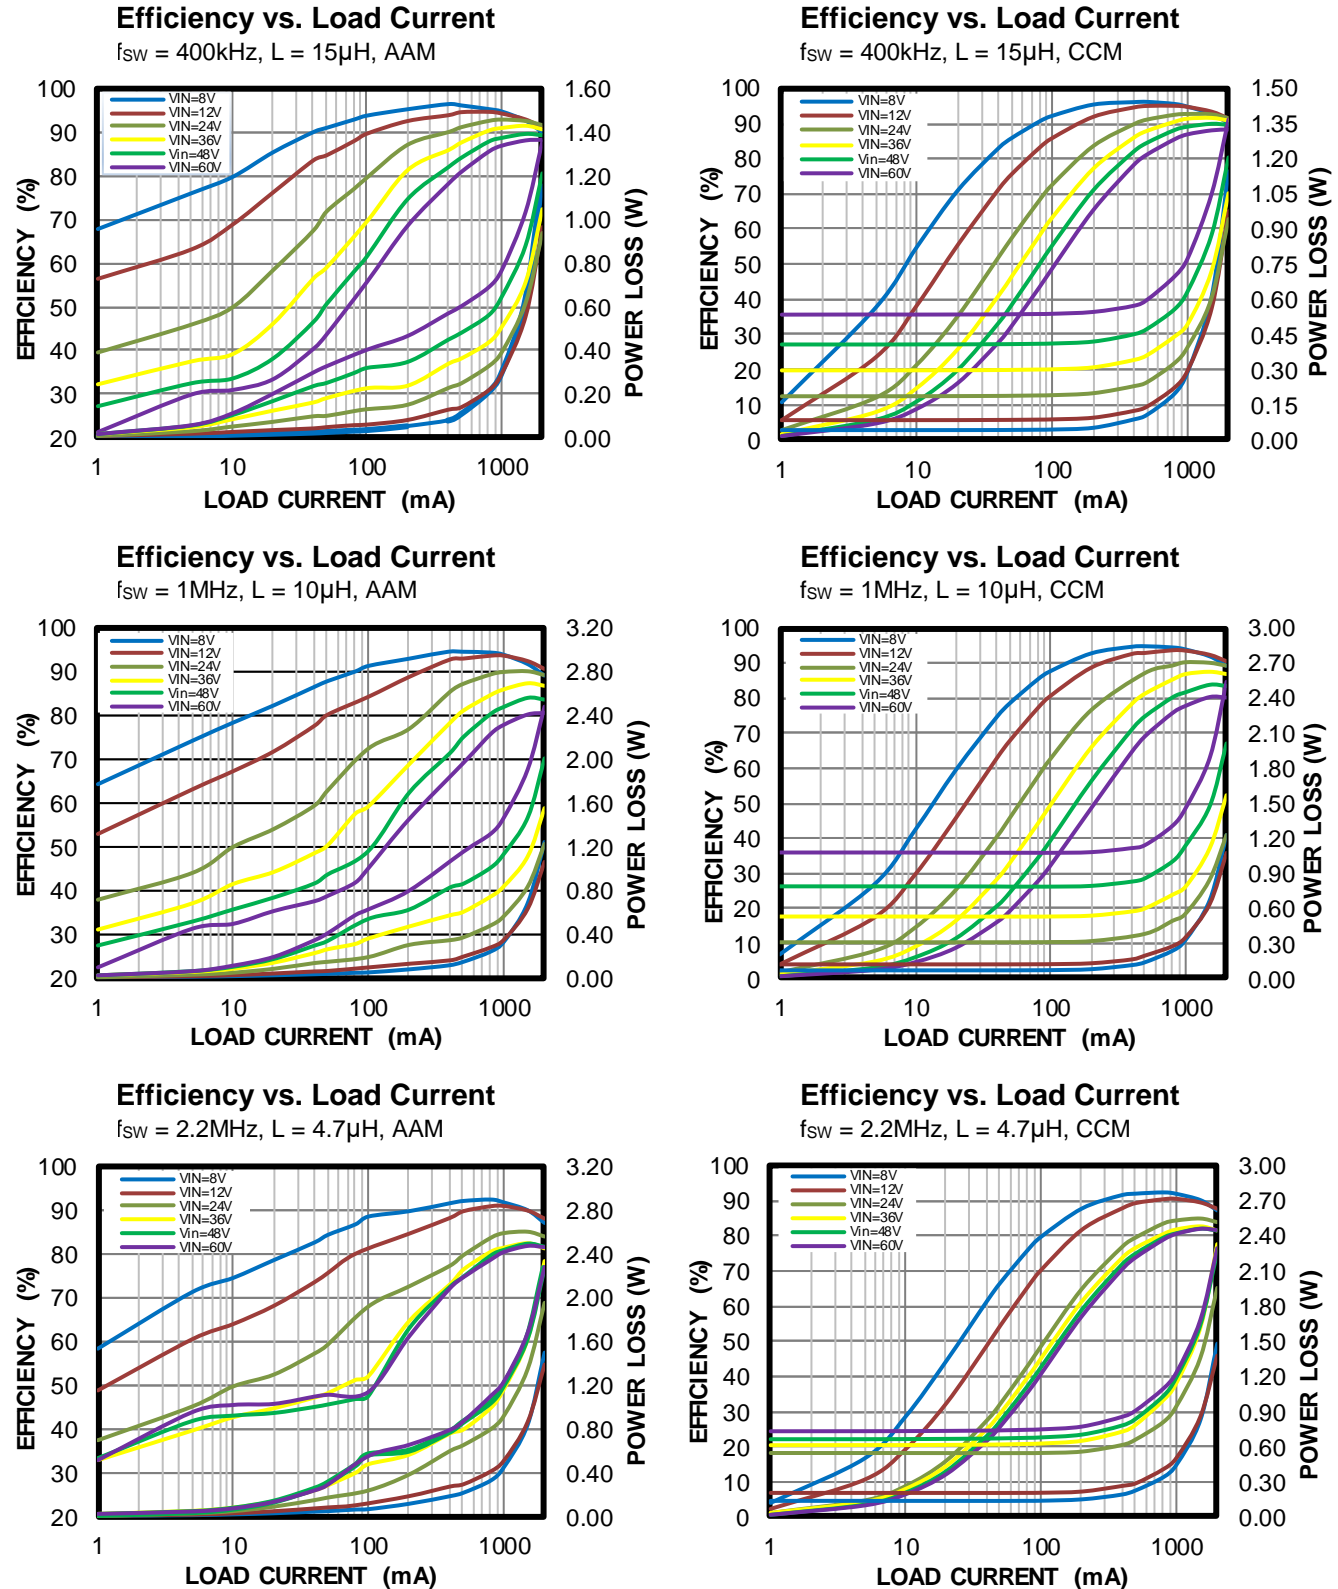 Efficiency vs. Load Current
fSW = 400kHz, L = 15µH, AAM
EFFICIENCY (%)
100
90
80
70
60
50
40
30
20
VIN=8V
VIN=12V
VIN=24V
VIN=36V
Vin=48V
VIN=60V
1.60
1.40
1.20
1.00
0.80
0.60
0.40
0.20
0.00
POWER LOSS (W)
1 10 100 1000
LOAD CURRENT (mA)
Efficiency vs. Load Current
fSW = 400kHz, L = 15µH, CCM
EFFICIENCY (%)
100
90
80
70
60
50
40
30
20
10
0
VIN=8V
VIN=12V
VIN=24V
VIN=36V
Vin=48V
VIN=60V
1.50
1.35
1.20
1.05
0.90
0.75
0.60
0.45
0.30
0.15
0.00
POWER LOSS (W)
1 10 100 1000
LOAD CURRENT (mA)
Efficiency vs. Load Current
fSW = 1MHz, L = 10µH, AAM
EFFICIENCY (%)
100
90
80
70
60
50
40
30
20
VIN=8V
VIN=12V
VIN=24V
VIN=36V
Vin=48V
VIN=60V
3.20
2.80
2.40
2.00
1.60
1.20
0.80
0.40
0.00
POWER LOSS (W)
1 10 100 1000
LOAD CURRENT (mA)
Efficiency vs. Load Current
fSW = 1MHz, L = 10µH, CCM
EFFICIENCY (%)
100
90
80
70
60
50
40
30
20
10
0
VIN=8V
VIN=12V
VIN=24V
VIN=36V
Vin=48V
VIN=60V
3.00
2.70
2.40
2.10
1.80
1.50
1.20
0.90
0.60
0.30
0.00
POWER LOSS (W)
1 10 100 1000
LOAD CURRENT (mA)
Efficiency vs. Load Current
fSW = 2.2MHz, L = 4.7µH, AAM
EFFICIENCY (%)
100
90
80
70
60
50
40
30
20
VIN=8V
VIN=12V
VIN=24V
VIN=36V
Vin=48V
VIN=60V
3.20
2.80
2.40
2.00
1.60
1.20
0.80
0.40
0.00
POWER LOSS (W)
1 10 100 1000
LOAD CURRENT (mA)
Efficiency vs. Load Current
fSW = 2.2MHz, L = 4.7µH, CCM
EFFICIENCY (%)
100
90
80
70
60
50
40
30
20
10
0
VIN=8V
VIN=12V
VIN=24V
VIN=36V
Vin=48V
VIN=60V
3.00
2.70
2.40
2.10
1.80
1.50
1.20
0.90
0.60
0.30
0.00
POWER LOSS (W)
1 10 100 1000
LOAD CURRENT (mA)